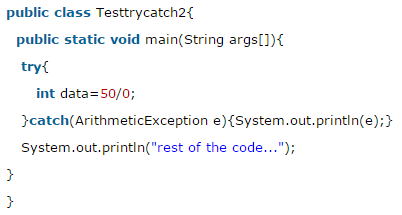 public class Testtrycatch2{
public static void main(String args[]){
try{
int data=50/0;
}catch(ArithmeticException e){System.out.println(e);}
System.out.println("rest of the code...");
}
}